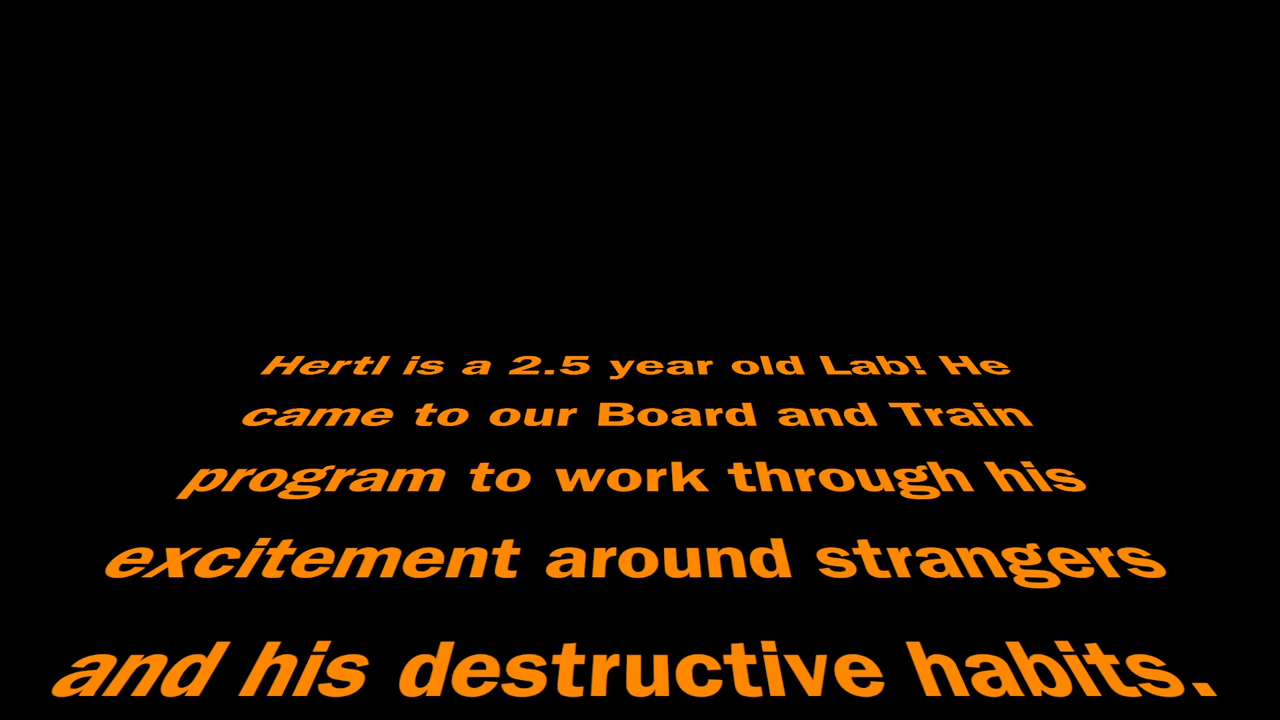 Hertl is a 2.5 year old Lab! He
came to our Board and Train
program to work through his
excitement around strangers
and his destructive habits.